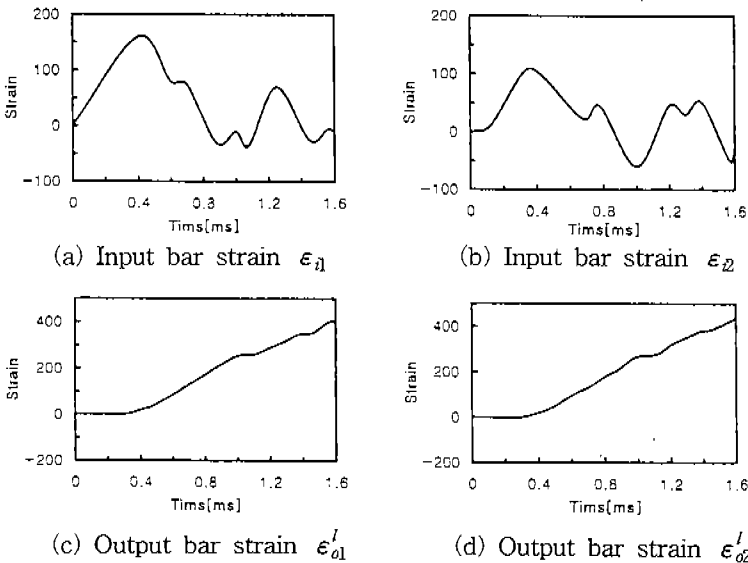 200
100
0
−100
Strain
0 0.4 0.8 1.2 1.6
Tims[ms]
(a) Input bar strain εi1
200
100
0
−100
Strain
0 0.4 0.8 1.2 1.6
Tims[ms]
(b) Input bar strain εi2
400
200
0
−200
Strain
0 0.4 0.8 1.2 1.6
Tims[ms]
(c) Output bar strain ε^l_o1
400
200
0
−200
Strain
0 0.4 0.8 1.2 1.6
Tims[ms]
(d) Output bar strain ε^l_o2